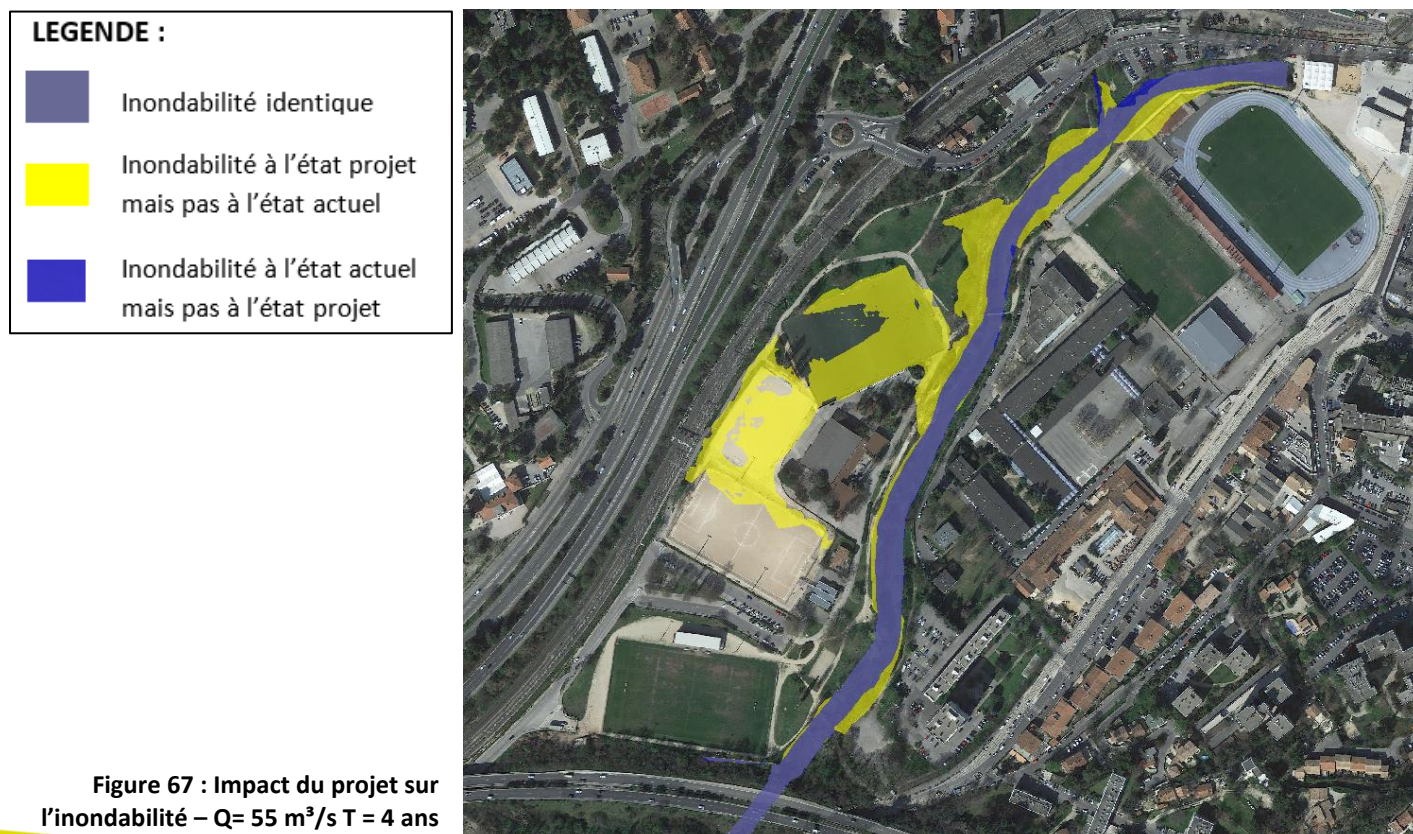 LEGENDE :
Inondabilité identique
Inondabilité à l'état projet
mais pas à l'état actuel
Inondabilité à l'état actuel
mais pas à l'état projet
Figure 67 : Impact du projet sur
l'inondabilité – Q= 55 m³/s T = 4 ans